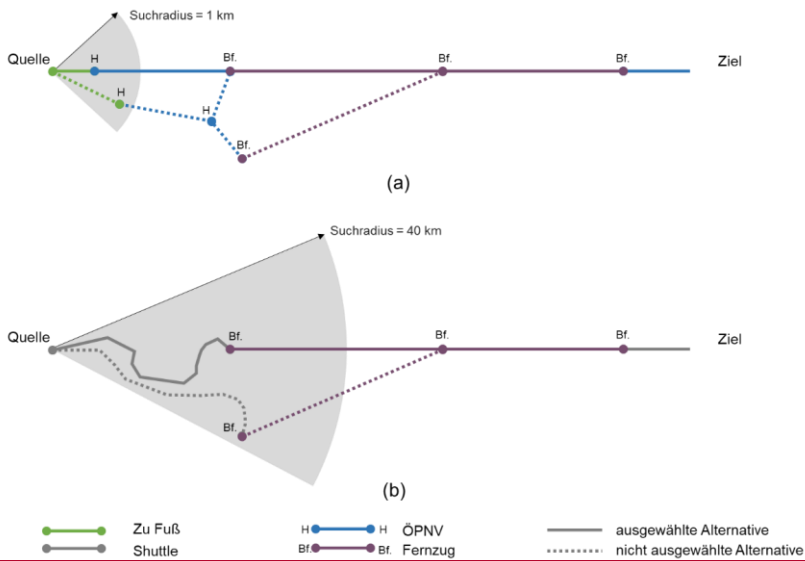 Suchradius = 1 km
Quelle
H
Bf.
Bf.
Bf.
Ziel
H
H
Bf.
(a)
Suchradius = 40 km
Quelle
Bf.
Bf.
Bf.
Ziel
Bf.
(b)
Zu Fuß
H H ÖPNV
ausgewählte Alternative
Shuttle
Bf. Bf. Fernzug
nicht ausgewählte Alternative